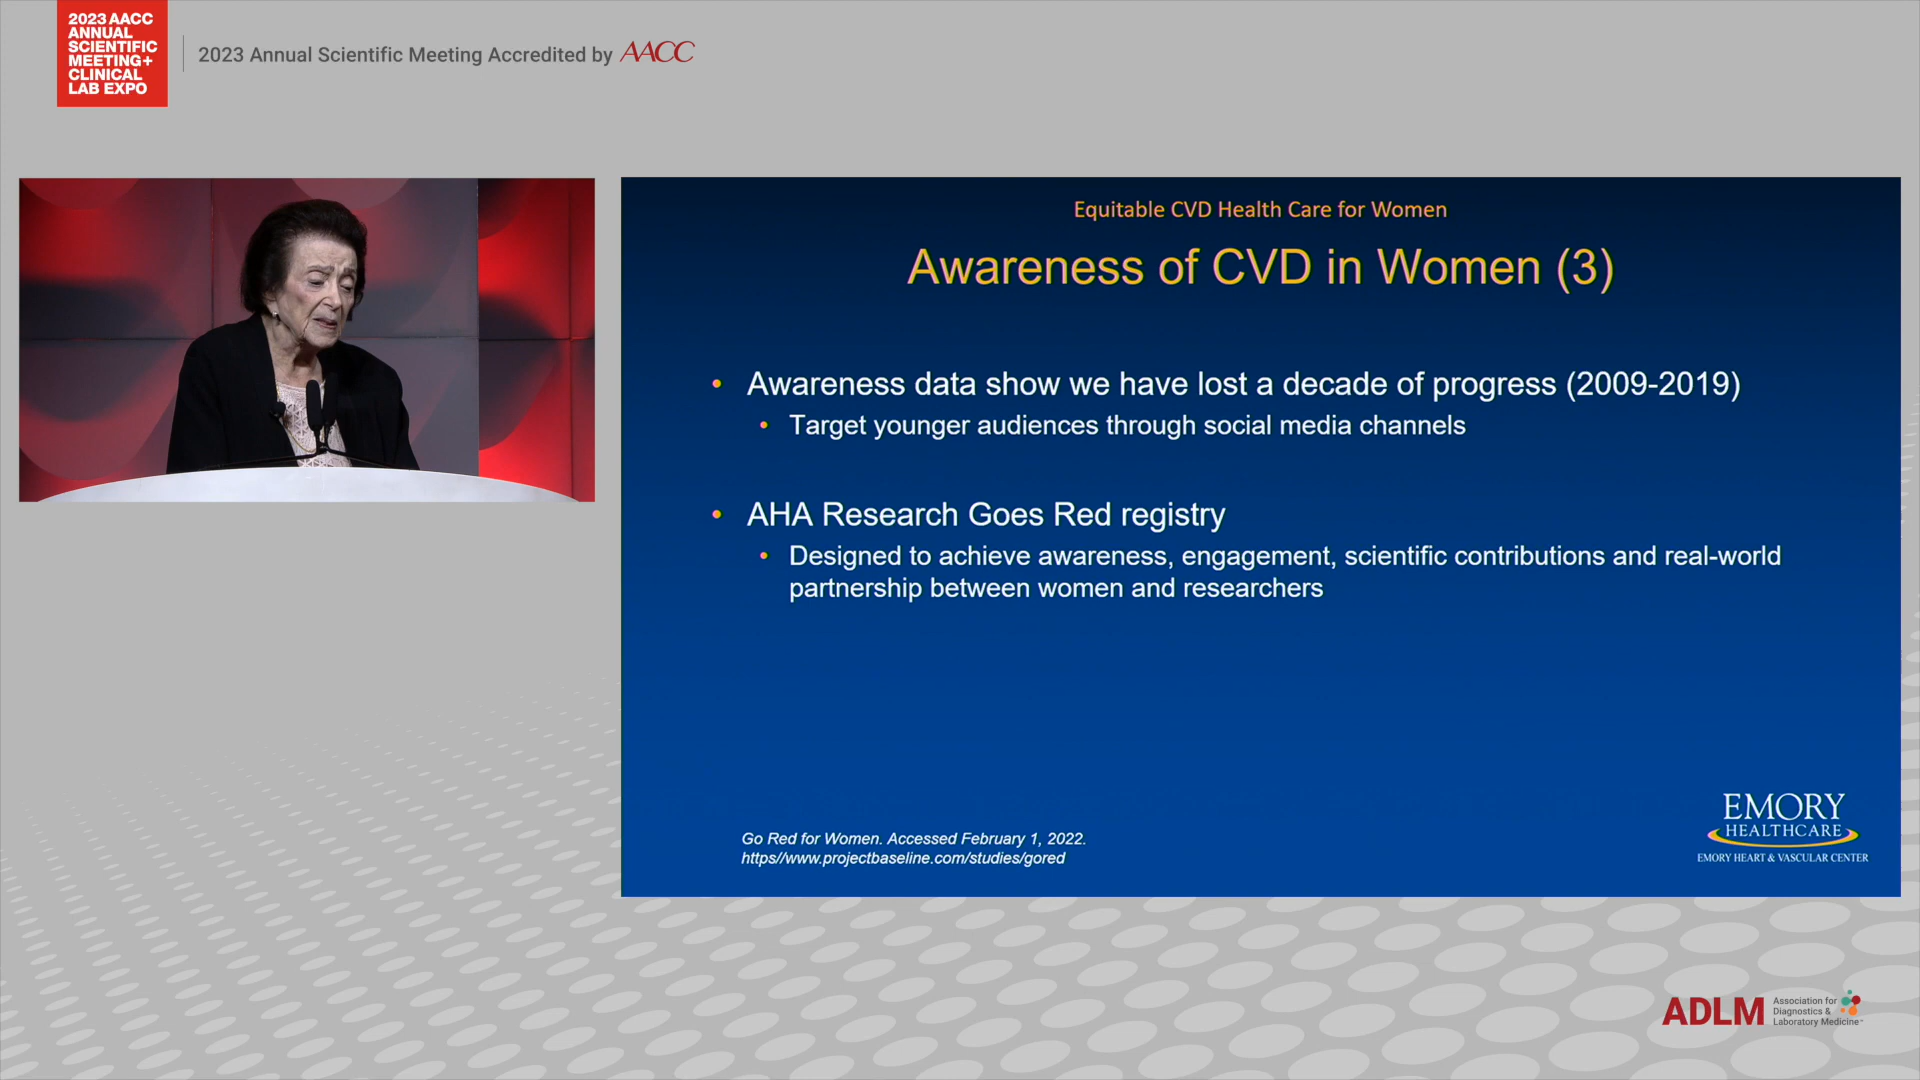 2023 AACC
ANNUAL
SCIENTIFIC
MEETING+
CLINICAL
LAB EXPO
2023 Annual Scientific Meeting Accredited by AACC
Equitable CVD Health Care for Women
Awareness of CVD in Women (3)
• Awareness data show we have lost a decade of progress (2009-2019)
• Target younger audiences through social media channels
• AHA Research Goes Red registry
• Designed to achieve awareness, engagement, scientific contributions and real-world
partnership between women and researchers
Go Red for Women. Accessed February 1, 2022.
https//www.projectbaseline.com/studies/gored
EMORY
HEALTHCARE
EMORY HEART & VASCULAR CENTER
ADLM
Association for
Diagnostics &
Laboratory Medicine™